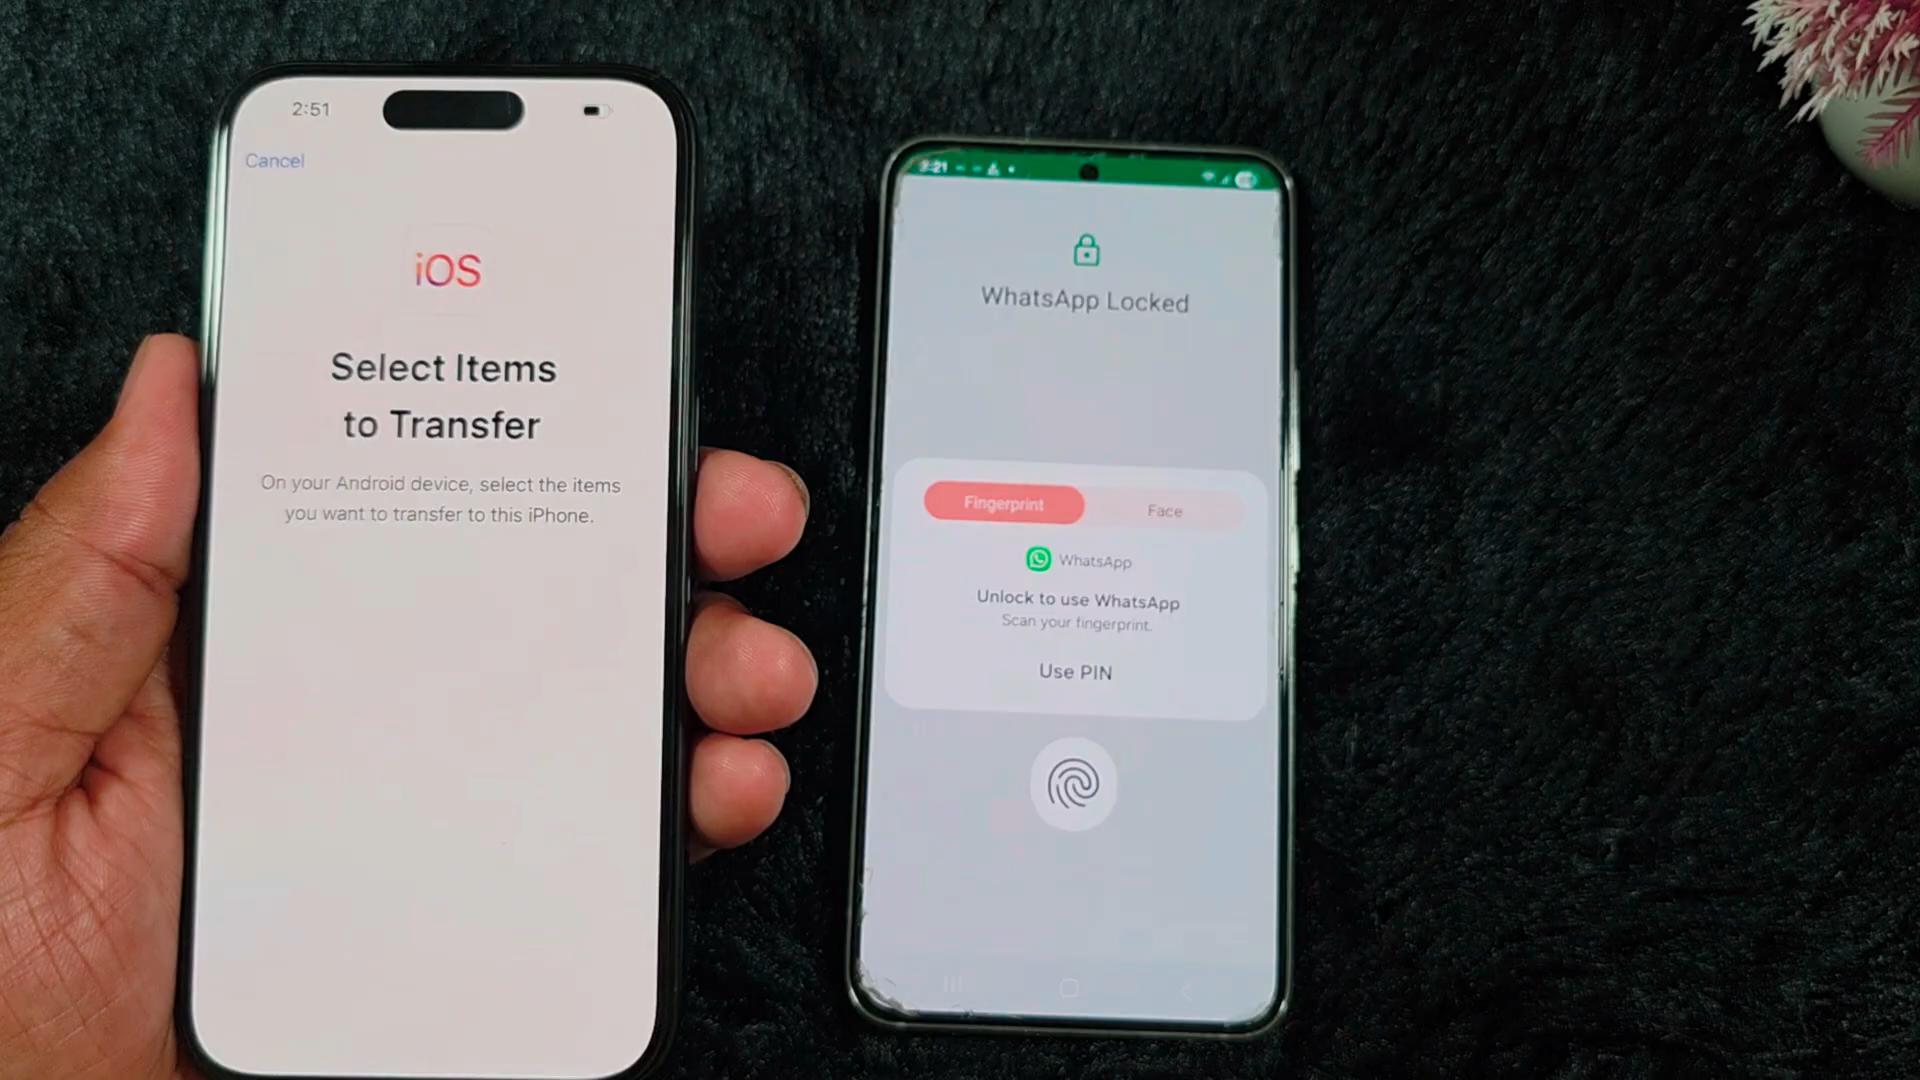 2:51
Cancel
iOS
Select Items
to Transfer
On your Android device, select the items
you want to transfer to this iPhone.
WhatsApp Locked
Fingerprint
Face
WhatsApp
Unlock to use WhatsApp
Scan your fingerprint.
Use PIN